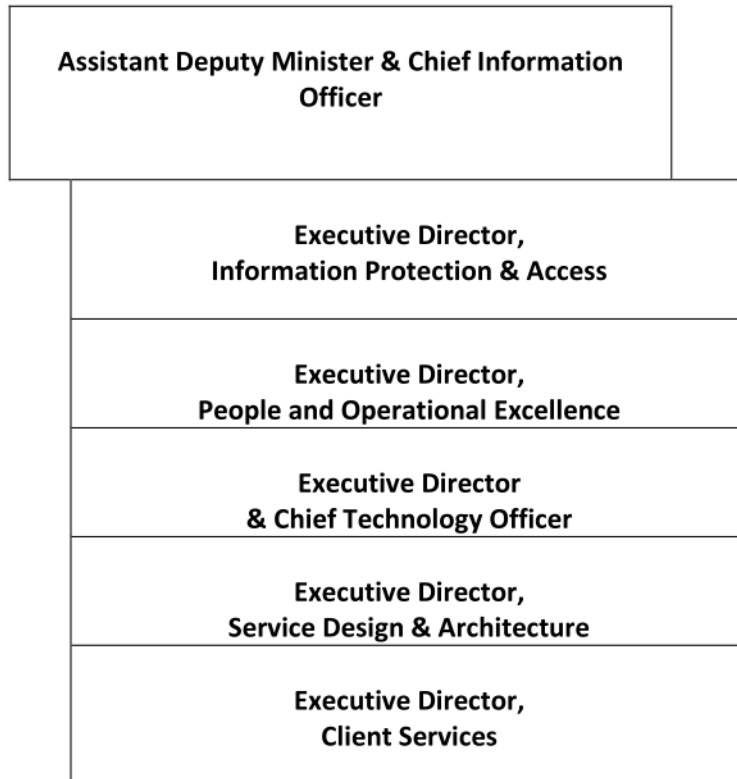 Assistant Deputy Minister & Chief Information
Officer
Executive Director,
Information Protection & Access
Executive Director,
People and Operational Excellence
Executive Director
& Chief Technology Officer
Executive Director,
Service Design & Architecture
Executive Director,
Client Services